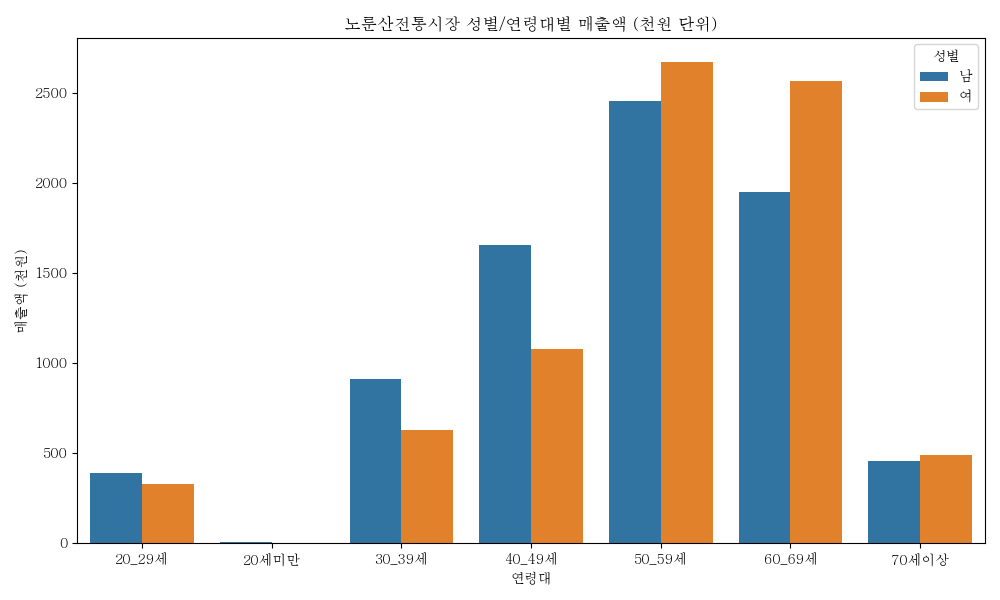 노룬산전통시장 성별/연령대별 매출액 (천원 단위)
성별
남
여
매출액 (천원)
2500
2000
1500
1000
500
0
20_29세
20세미만
30_39세
40_49세
50_59세
60_69세
70세이상
연령대